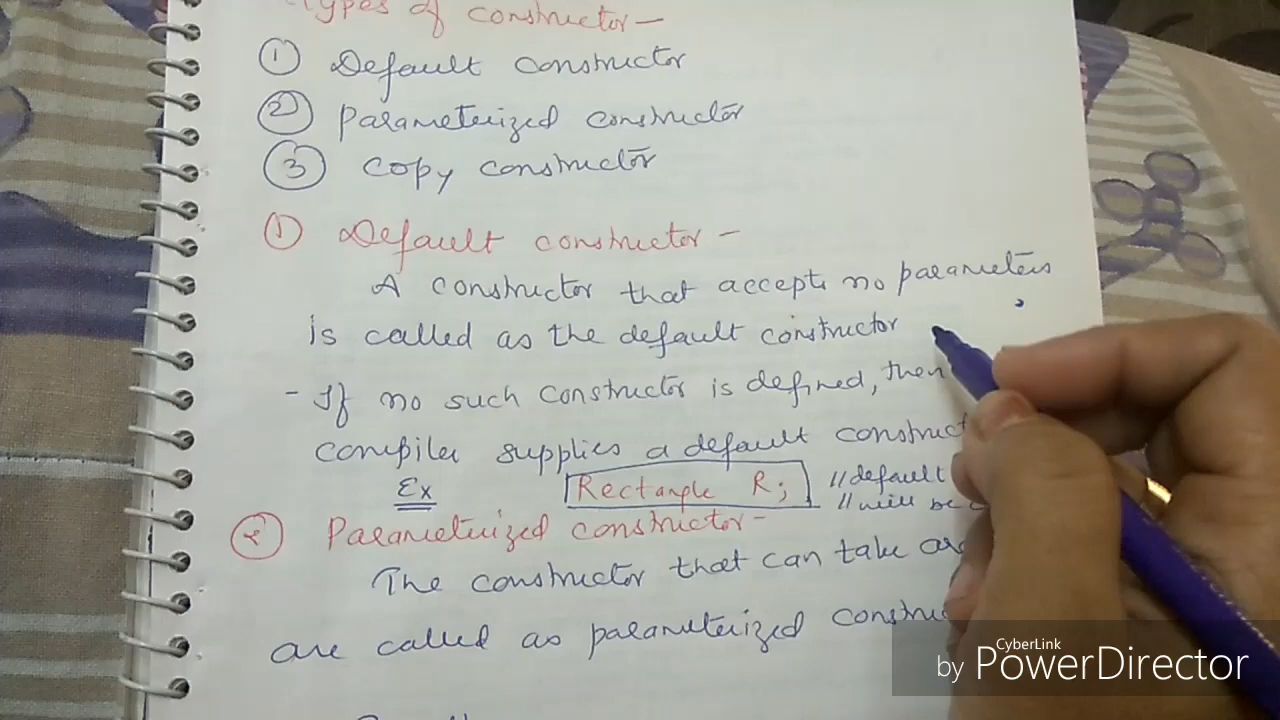 Types of constructor —
① Default constructor
② Parameterized constructor
③ Copy constructor
① Default constructor —
A constructor that accepts no parameters
is called as the default constructor
- If no such constructor is defined, then
compiler supplies a default
Ex Rectangle R; //default
//will be
② Parameterized constructor -
The constructor that can take
are called as parameterized
CyberLink
by PowerDirector